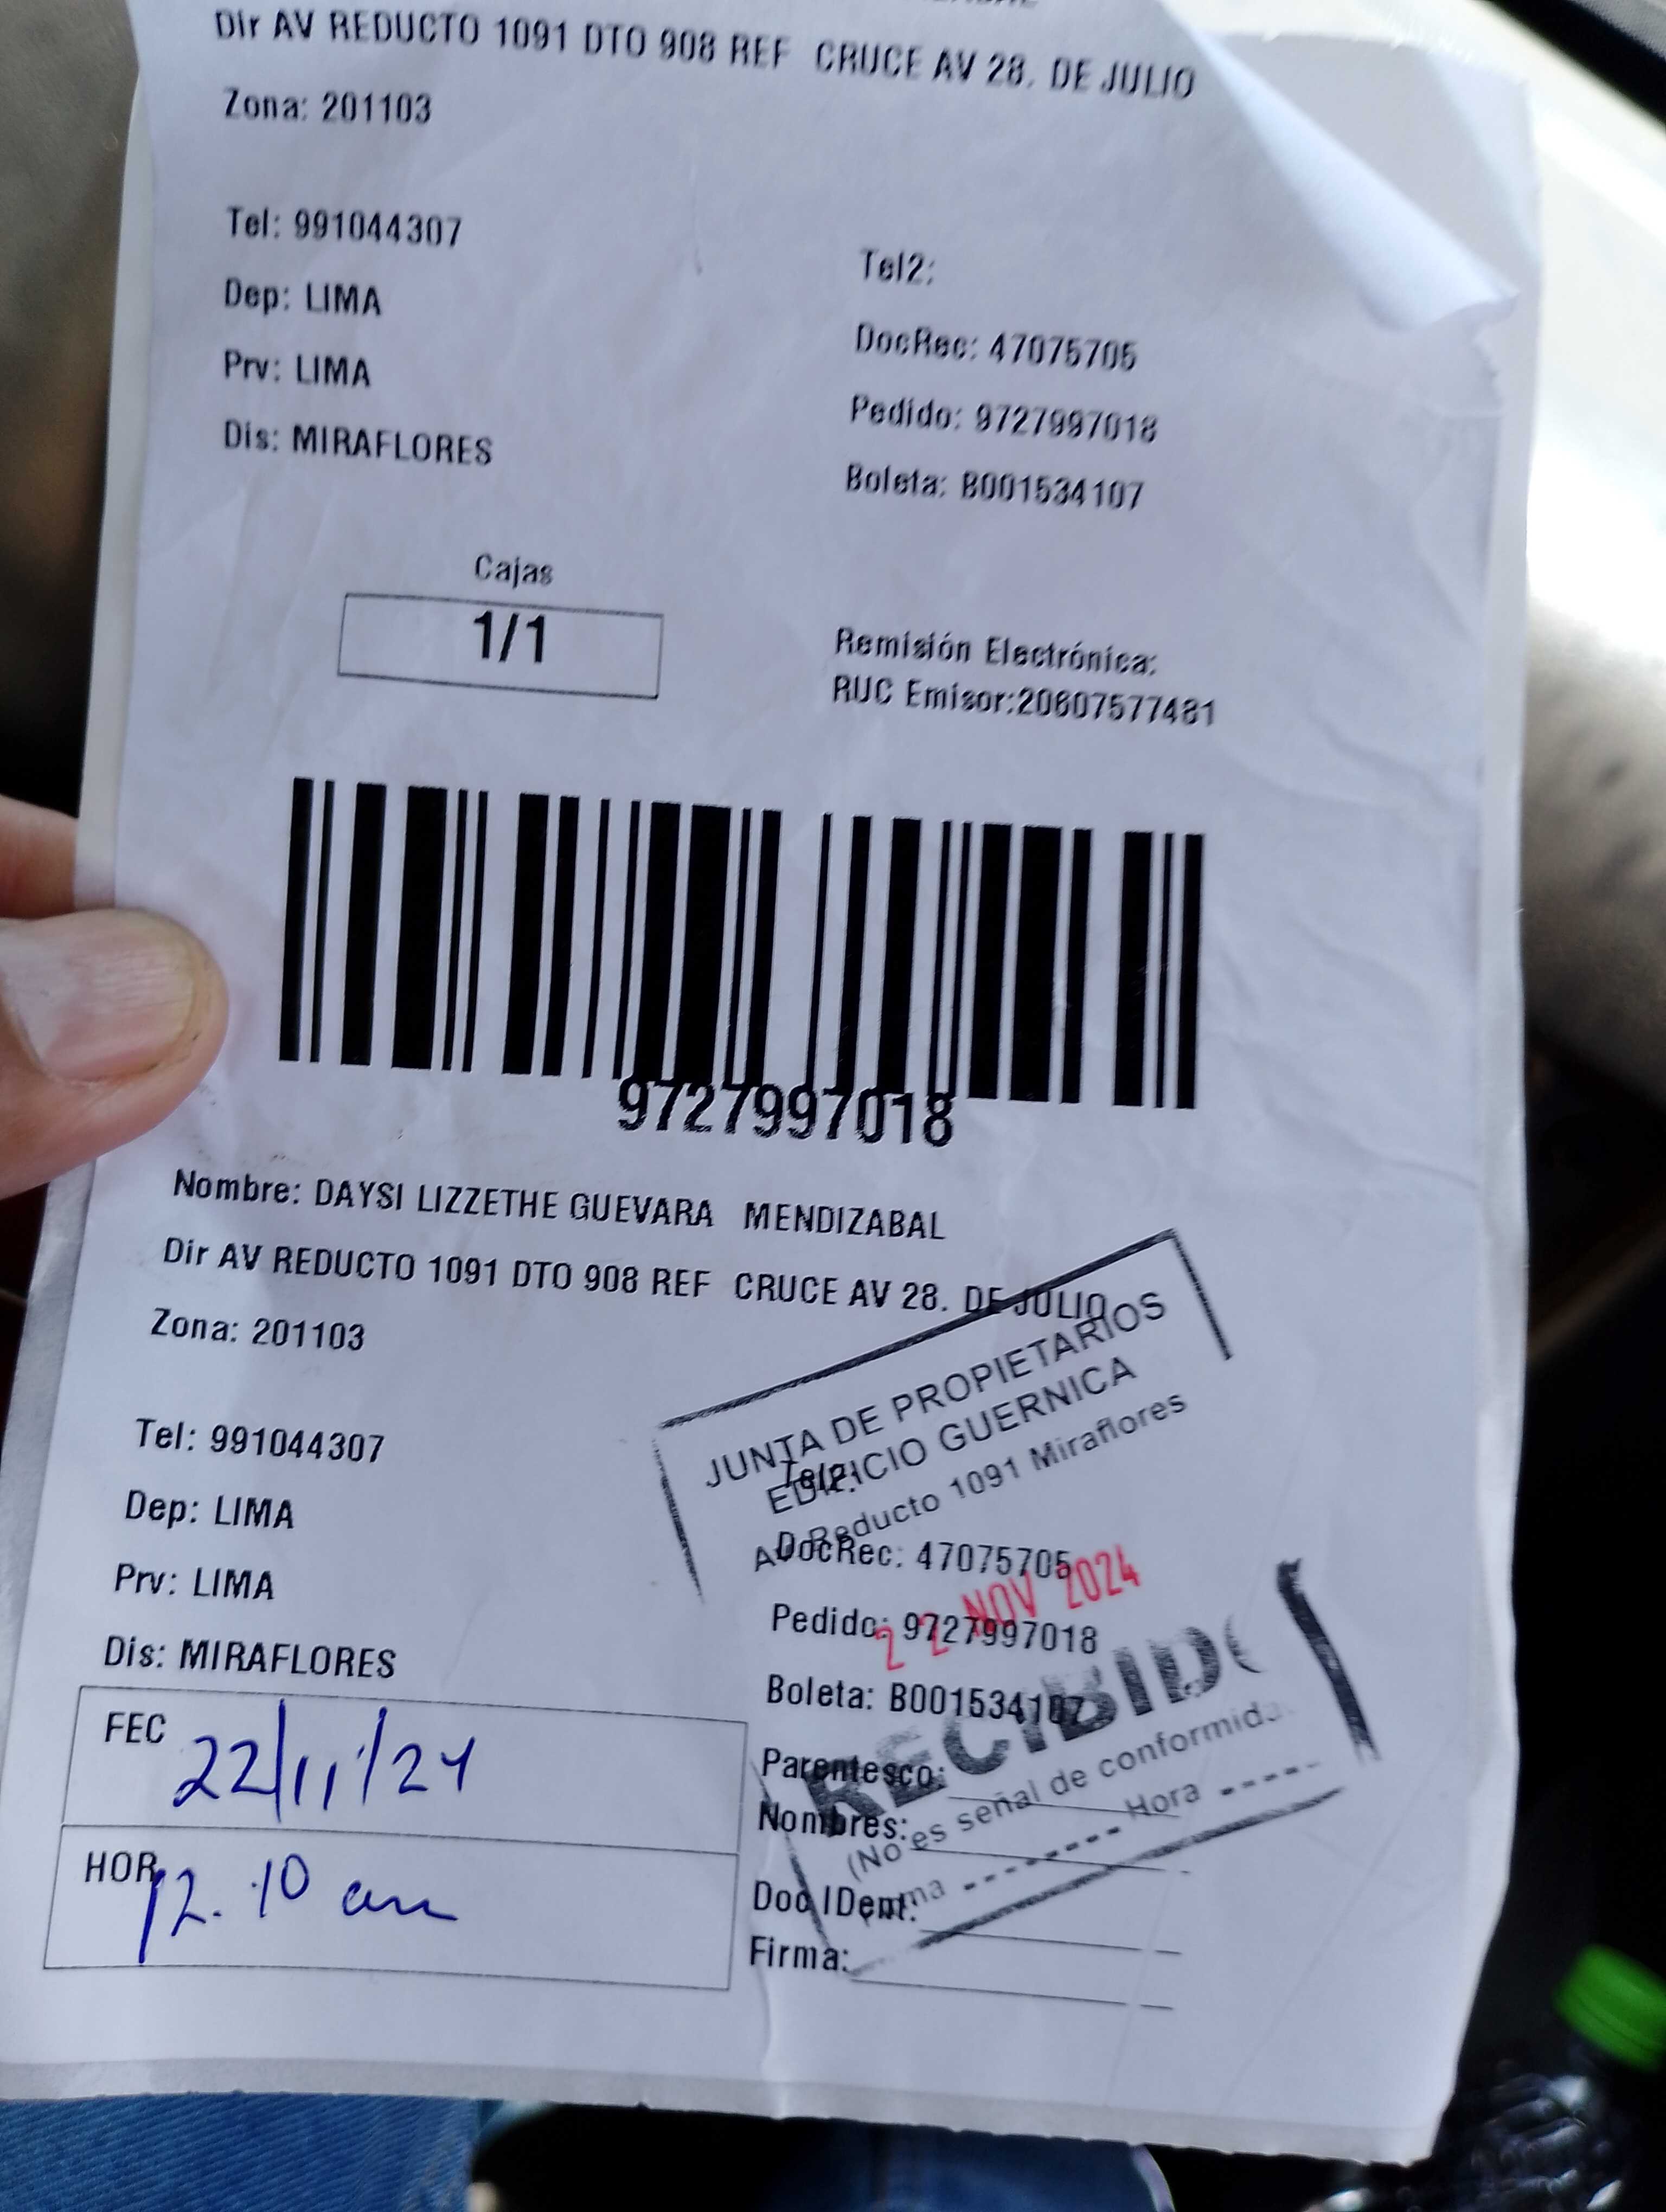 Dir AV REDUCTO 1091 DTO 908 REF CRUCE AV 28. DE JULIO
Zona: 201103
Tel: 991044307
Tel2:
Dep: LIMA
DocRec: 47075705
Prv: LIMA
Pedido: 9727997018
Dis: MIRAFLORES
Boleta: B001534107
Cajas
1/1
Remisión Electrónica:
RUC Emisor:20607577481
9727997018
Nombre: DAYSI LIZZETHE GUEVARA MENDIZABAL
Dir AV REDUCTO 1091 DTO 908 REF CRUCE AV 28. DE JULIO
Zona: 201103
JUNTA DE PROPIETARIOS
EDIFICIO GUERNICA
Av. Reducto 1091 Miraflores
Tel: 991044307
Tel2:
Dep: LIMA
DocRec: 47075705
22 NOV 2024
Prv: LIMA
Pedido: 9727997018
Dis: MIRAFLORES
Boleta: B001534107
RECIBIDO
FEC 22/11/24
Parentesco:
Nombres:
(No es señal de conformida
Hora
HOR 12.10 am
Doc IDent:
Firma: